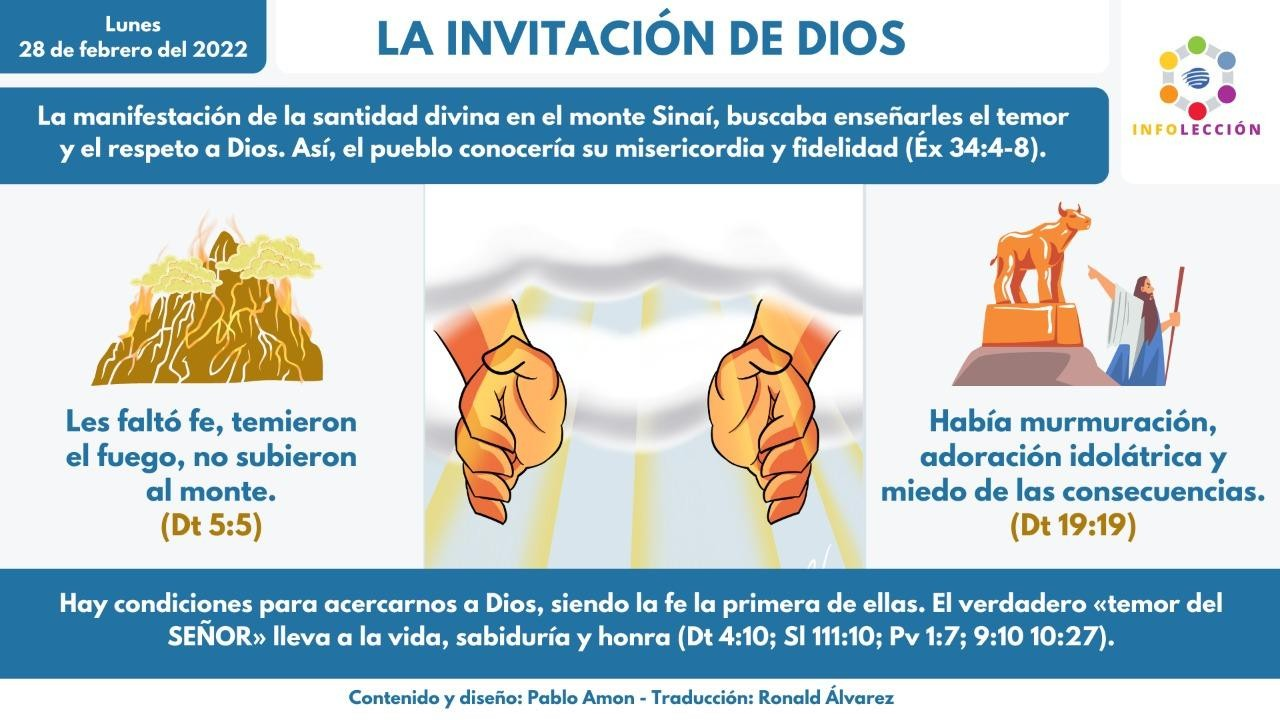 Lunes
28 de febrero del 2022
LA INVITACIÓN DE DIOS
INFOLECCIÓN
La manifestación de la santidad divina en el monte Sinaí, buscaba enseñarles el temor
y el respeto a Dios. Así, el pueblo conocería su misericordia y fidelidad (Éx 34:4-8).
Les faltó fe, temieron
el fuego, no subieron
al monte.
(Dt 5:5)
Había murmuración,
adoración idolátrica y
miedo de las consecuencias.
(Dt 19:19)
Hay condiciones para acercarnos a Dios, siendo la fe la primera de ellas. El verdadero «temor del
SEÑOR» lleva a la vida, sabiduría y honra (Dt 4:10; Sl 111:10; Pv 1:7; 9:10 10:27).
Contenido y diseño: Pablo Amon - Traducción: Ronald Álvarez